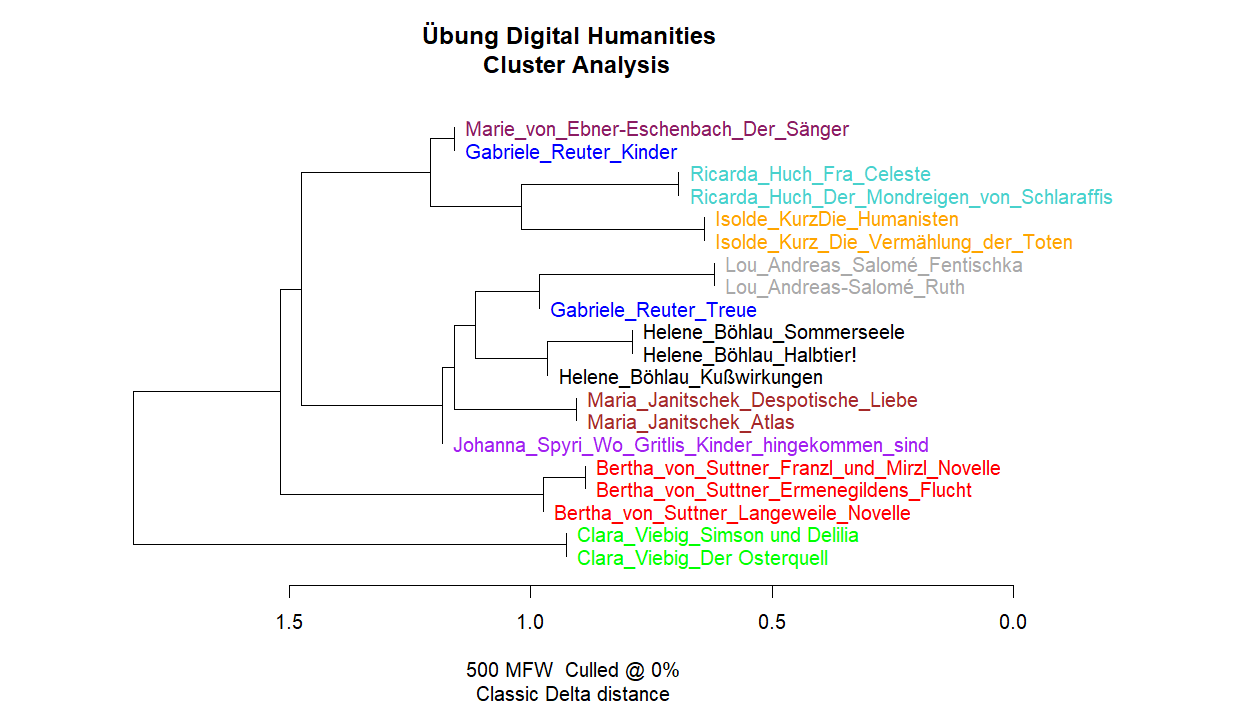 Übung Digital Humanities
Cluster Analysis
Marie_von_Ebner-Eschenbach_Der_Sänger
Gabriele_Reuter_Kinder
Ricarda_Huch_Fra_Celeste
Ricarda_Huch_Der_Mondreigen_von_Schlaraffis
Isolde_KurzDie_Humanisten
Isolde_Kurz_Die_Vermählung_der_Toten
Lou_Andreas_Salomé_Fentischka
Lou_Andreas-Salomé_Ruth
Gabriele_Reuter_Treue
Helene_Böhlau_Sommerseele
Helene_Böhlau_Halbtier!
Helene_Böhlau_Kußwirkungen
Maria_Janitschek_Despotische_Liebe
Maria_Janitschek_Atlas
Johanna_Spyri_Wo_Gritlis_Kinder_hingekommen_sind
Bertha_von_Suttner_Franzl_und_Mirzl_Novelle
Bertha_von_Suttner_Ermenegildens_Flucht
Bertha_von_Suttner_Langeweile_Novelle
Clara_Viebig_Simson und Delilia
Clara_Viebig_Der Osterquell
1.5 1.0 0.5 0.0
500 MFW Culled @ 0%
Classic Delta distance